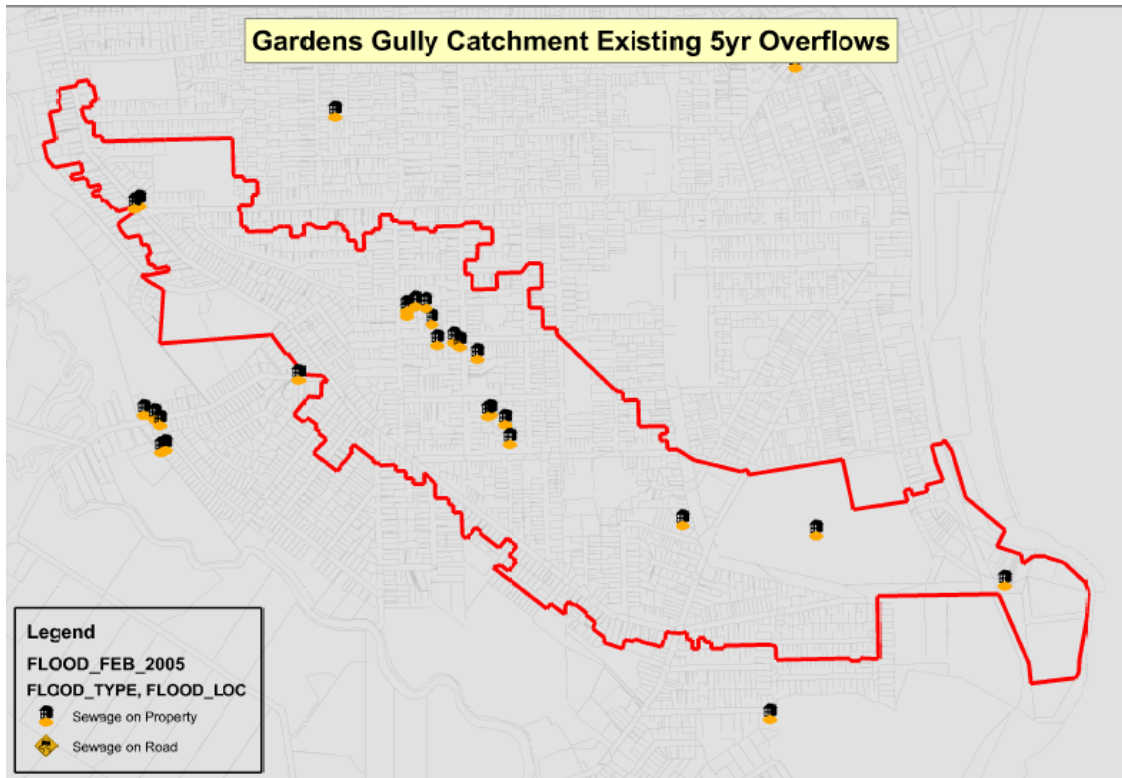 Gardens Gully Catchment Existing 5yr Overflows
Legend
FLOOD_FEB_2005
FLOOD_TYPE, FLOOD_LOC
Sewage on Property
Sewage on Road